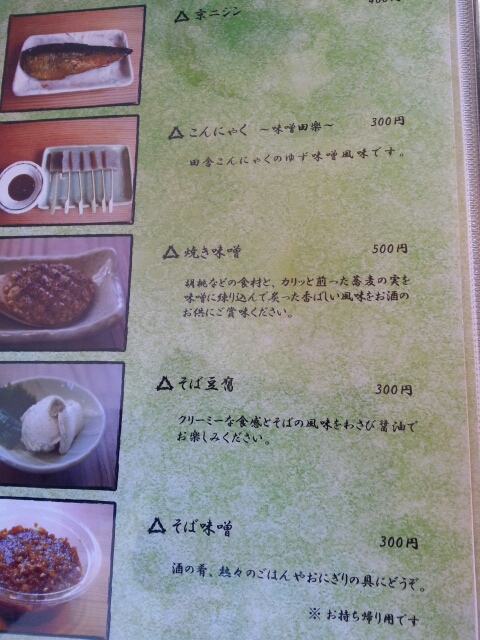 △京ニシン
△こんにゃく ～味噌田楽～ 300円
田舎こんにゃくのゆず味噌風味です。
△焼き味噌 500円
胡桃などの食材と、カリッと煎った蕎麦の実を
味噌に練り込んで炙った香ばしい風味をお酒の
お供にご賞味ください。
△そば豆腐 300円
クリーミーな食感とそばの風味をわさび醤油で
お楽しみください。
△そば味噌 300円
酒の肴、熱々のごはんやおにぎりの具にどうぞ。
※お持ち帰り用です